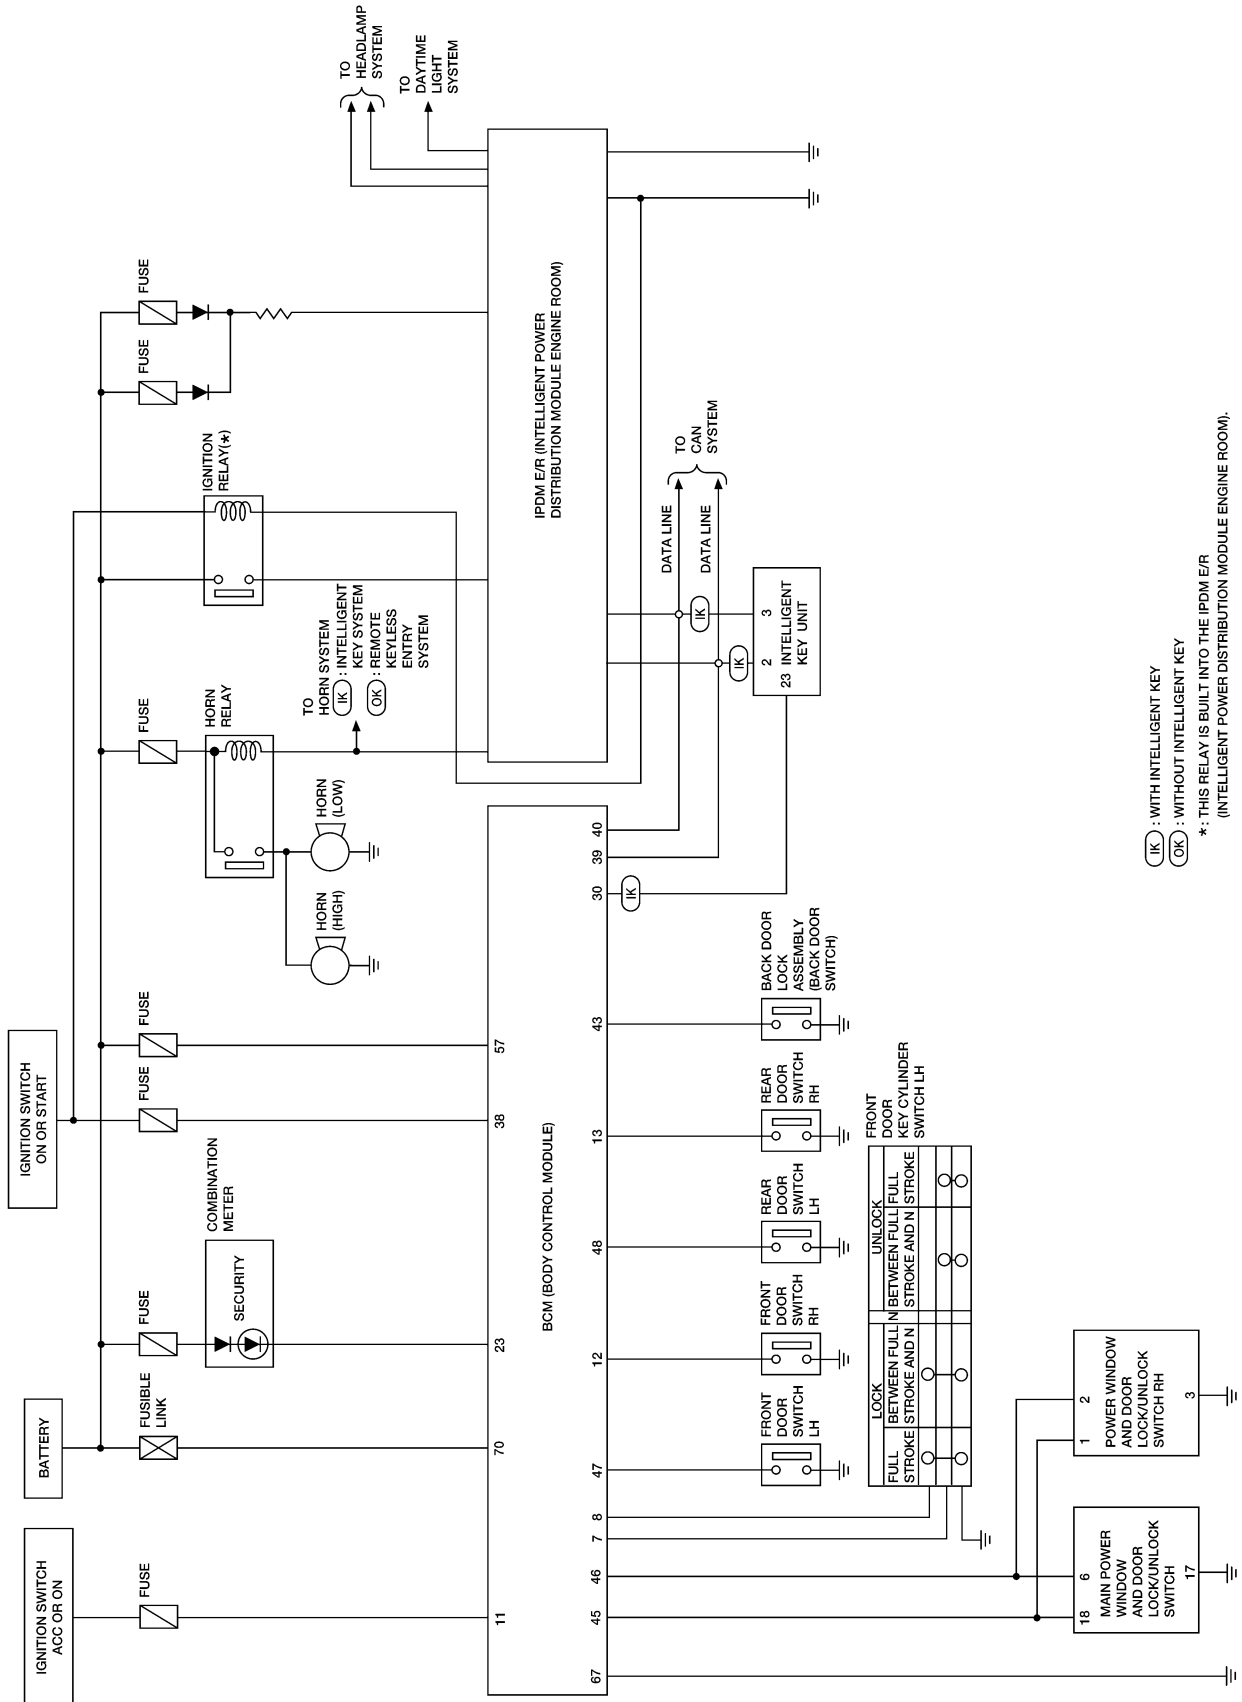 IGNITION SWITCH
ACC OR ON
BATTERY
IGNITION SWITCH
ON OR START
FUSE
FUSIBLE
LINK
FUSE
COMBINATION
METER
SECURITY
FUSE
FUSE
FUSE
HORN
RELAY
HORN
(HIGH)
HORN
(LOW)
TO
HORN SYSTEM
IK : INTELLIGENT
KEY SYSTEM
OK : REMOTE
KEYLESS
ENTRY
SYSTEM
IGNITION
RELAY(*)
FUSE
FUSE
TO
HEADLAMP
SYSTEM
TO
DAYTIME
LIGHT
SYSTEM
11
70
23
38
57
BCM (BODY CONTROL MODULE)
IPDM E/R (INTELLIGENT POWER
DISTRIBUTION MODULE ENGINE ROOM)
67
45
46
7
8
47
12
48
13
43
30
39
40
IK
IK
IK
DATA LINE
DATA LINE
TO
CAN
SYSTEM
23
2
3
INTELLIGENT
KEY UNIT
FRONT
DOOR
SWITCH
LH
FRONT
DOOR
SWITCH
RH
REAR
DOOR
SWITCH
LH
REAR
DOOR
SWITCH
RH
BACK DOOR
LOCK
ASSEMBLY
(BACK DOOR
SWITCH)
FRONT
DOOR
KEY CYLINDER
SWITCH LH
LOCK
N
UNLOCK
FULL
STROKE
BETWEEN FULL
STROKE AND N
BETWEEN FULL
STROKE AND N
FULL
STROKE
18
6
MAIN POWER
WINDOW
AND DOOR
LOCK/UNLOCK
SWITCH
17
1
2
POWER WINDOW
AND DOOR
LOCK/UNLOCK
SWITCH RH
3
IK : WITH INTELLIGENT KEY
OK : WITHOUT INTELLIGENT KEY
* : THIS RELAY IS BUILT INTO THE IPDM E/R
(INTELLIGENT POWER DISTRIBUTION MODULE ENGINE ROOM).